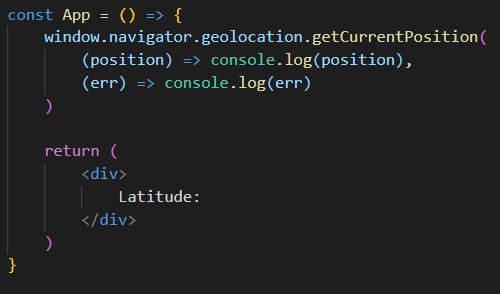 const App = () => {
    window.navigator.geolocation.getCurrentPosition(
        (position) => console.log(position),
        (err) => console.log(err)
    )

    return (
        <div>
            Latitude:
        </div>
    )
}